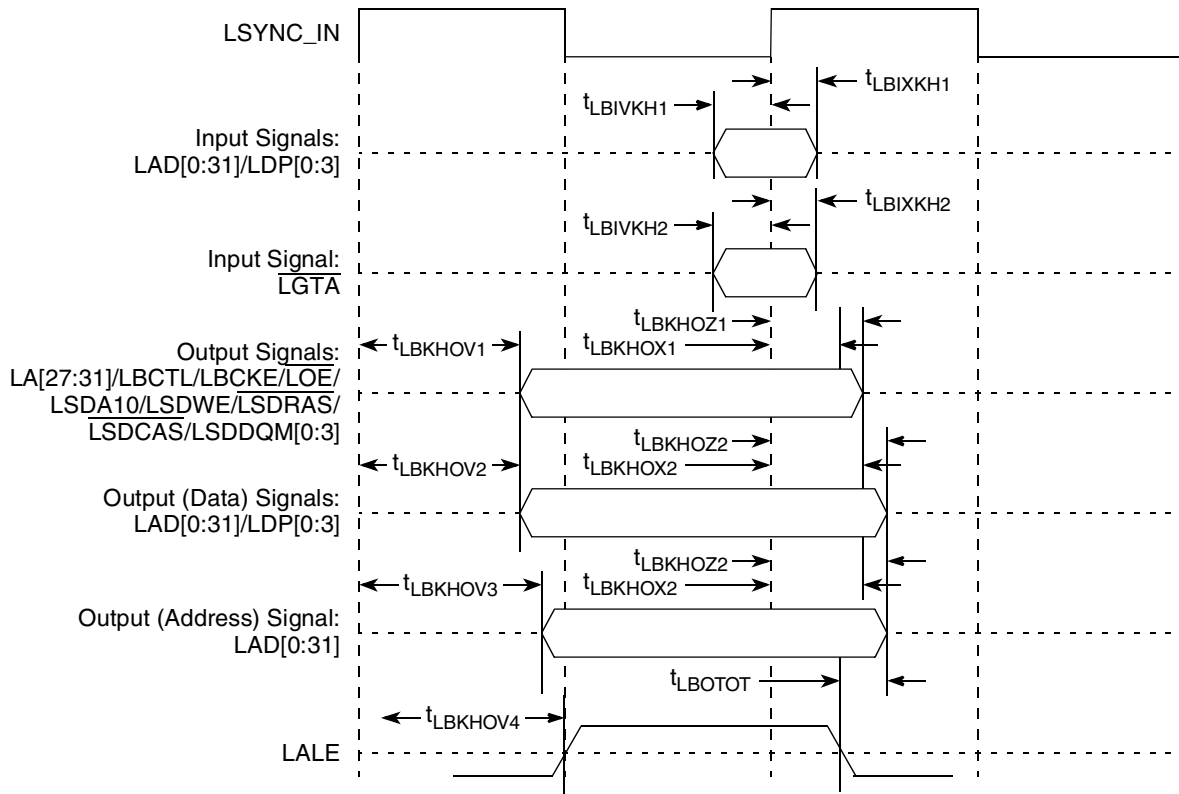 LSYNC_IN
tLBIXKH1
tLBIVKH1
Input Signals:
LAD[0:31]/LDP[0:3]
tLBIXKH2
tLBIVKH2
Input Signal:
LGTA
tLBKHOZ1
tLBKHOV1
tLBKHOX1
Output Signals:
LA[27:31]/LBCTL/LBCKE/LOE/
LSDA10/LSDWE/LSDRAS/
LSDCAS/LSDDQM[0:3]
tLBKHOZ2
tLBKHOV2
tLBKHOX2
Output (Data) Signals:
LAD[0:31]/LDP[0:3]
tLBKHOZ2
tLBKHOV3
tLBKHOX2
Output (Address) Signal:
LAD[0:31]
tLBOTOT
tLBKHOV4
LALE